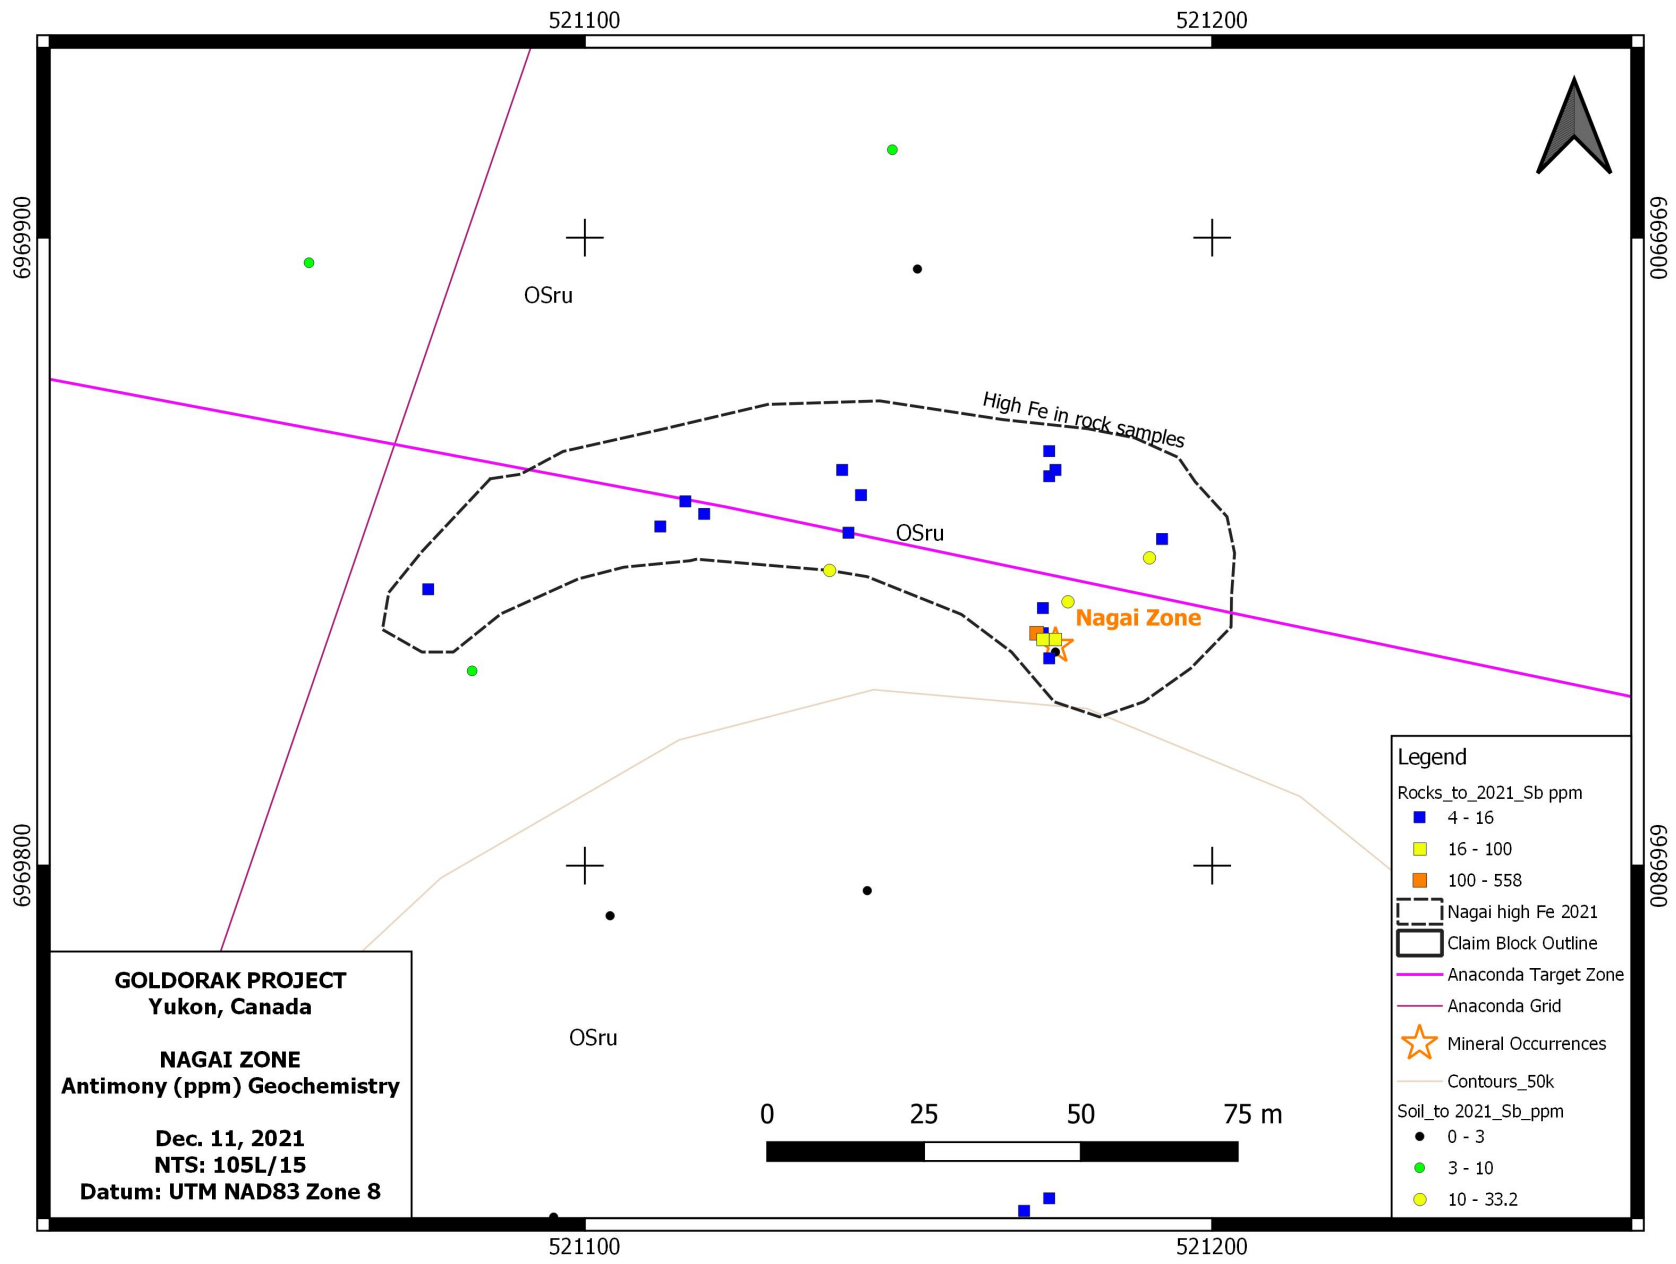 521100
521200
6969900
6969900
OSru
High Fe in rock samples
OSru
Nagai Zone
6969800
6969800
OSru
Legend
Rocks_to_2021_Sb ppm
4 - 16
16 - 100
100 - 558
Nagai high Fe 2021
Claim Block Outline
Anaconda Target Zone
Anaconda Grid
Mineral Occurrences
Contours_50k
Soil_to 2021_Sb_ppm
0 - 3
3 - 10
10 - 33.2
GOLDORAK PROJECT
Yukon, Canada
NAGAI ZONE
Antimony (ppm) Geochemistry
Dec. 11, 2021
NTS: 105L/15
Datum: UTM NAD83 Zone 8
0 25 50 75 m
521100
521200